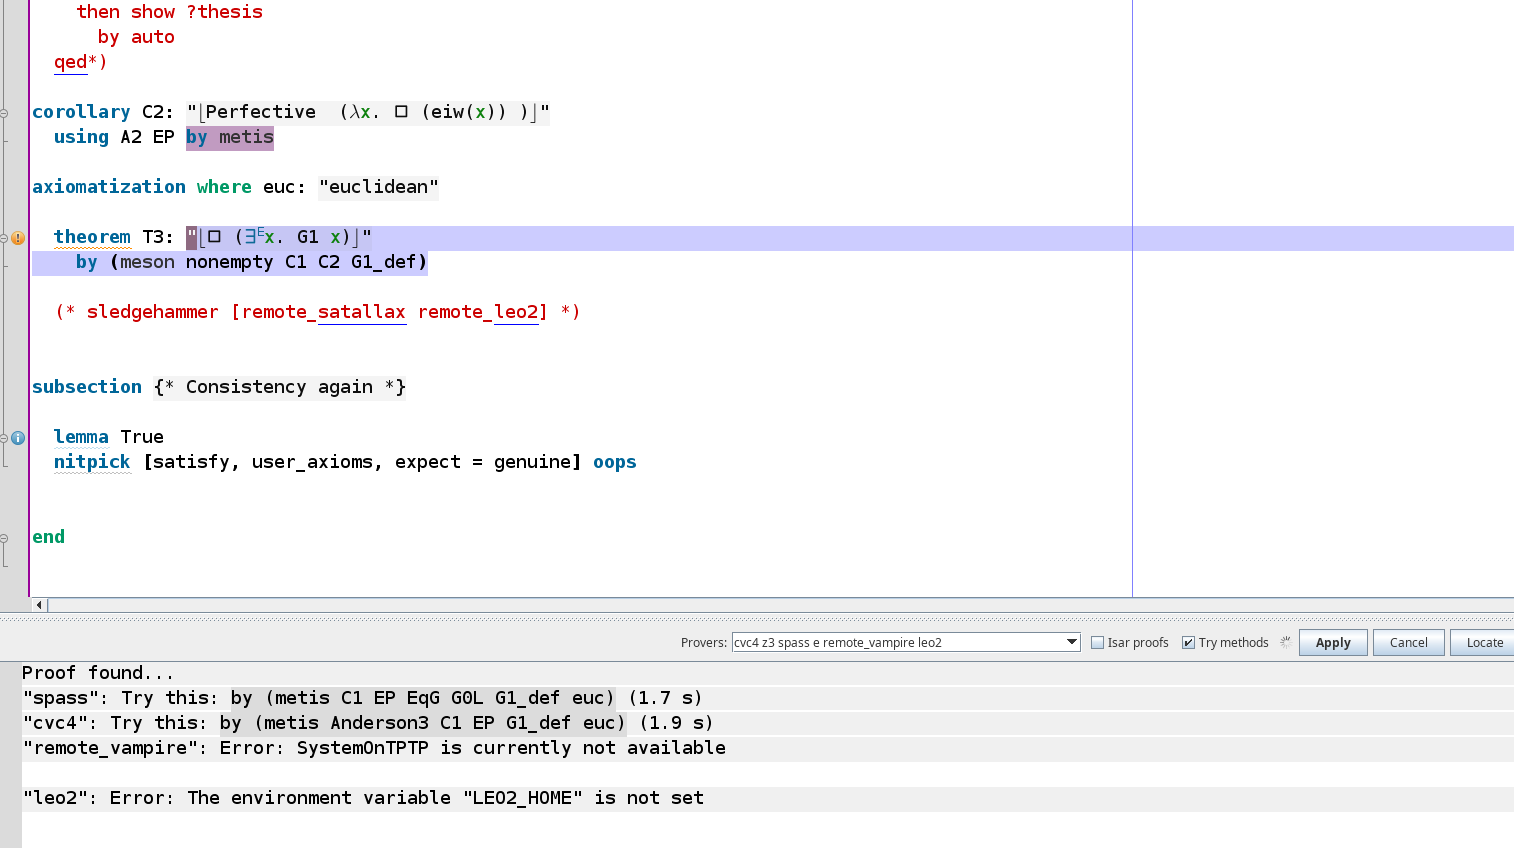 then show ?thesis
by auto
qed*)
corollary C2: "⌊Perfective (λx. □ (eiw(x)) )⌋"
using A2 EP by metis
axiomatization where euc: "euclidean"
theorem T3: "⌊□ (∃ᴱx. G1 x)⌋"
by (meson nonempty C1 C2 G1_def)
(* sledgehammer [remote_satallax remote_leo2] *)
subsection {* Consistency again *}
lemma True
nitpick [satisfy, user_axioms, expect = genuine] oops
end
Provers: cvc4 z3 spass e remote_vampire leo2 Isar proofs Try methods Apply Cancel Locate
Proof found...
"spass": Try this: by (metis C1 EP EqG G0L G1_def euc) (1.7 s)
"cvc4": Try this: by (metis Anderson3 C1 EP G1_def euc) (1.9 s)
"remote_vampire": Error: SystemOnTPTP is currently not available
"leo2": Error: The environment variable "LEO2_HOME" is not set